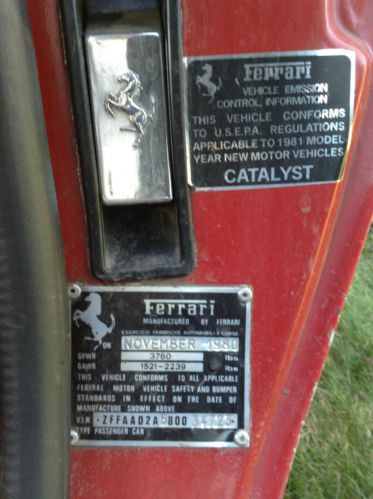 Ferrari
VEHICLE EMISSION
CONTROL INFORMATION
THIS VEHICLE CONFORMS
TO U.S.E.P.A. REGULATIONS
APPLICABLE TO 1981 MODEL
YEAR NEW MOTOR VEHICLES
CATALYST
Ferrari
MANUFACTURED BY FERRARI
ESERCIZIO FABBRICHE AUTOMOBILI E CORSE
ON NOVEMBER 1980
GVWR 3760 lbs
GAWR 1521-2239 lbs
THIS VEHICLE CONFORMS TO ALL APPLICABLE
FEDERAL MOTOR VEHICLE SAFETY AND BUMPER
STANDARDS IN EFFECT ON THE DATE OF
MANUFACTURE SHOWN ABOVE
V.I.N.
TYPE PASSENGER CAR